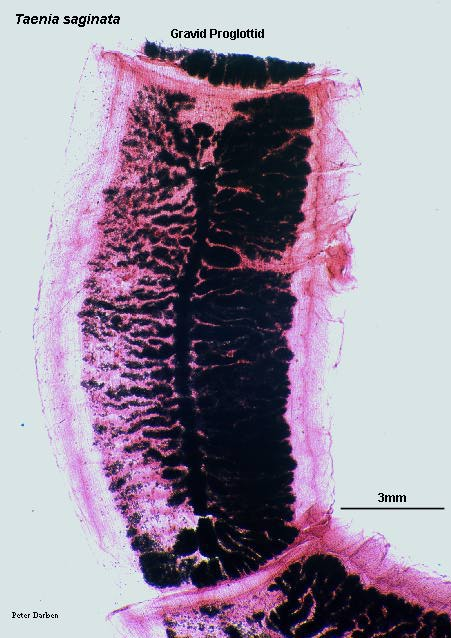 Taenia saginata
Gravid Proglottid
3mm
Peter Darben